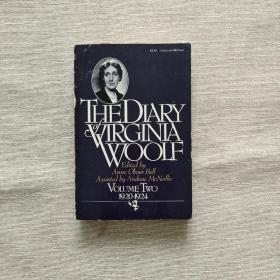 THE DIARY
OF VIRGINIA
WOOLF
Edited by
Anne Olivier Bell
Assisted by Andrew McNeillie
VOLUME TWO
1920-1924